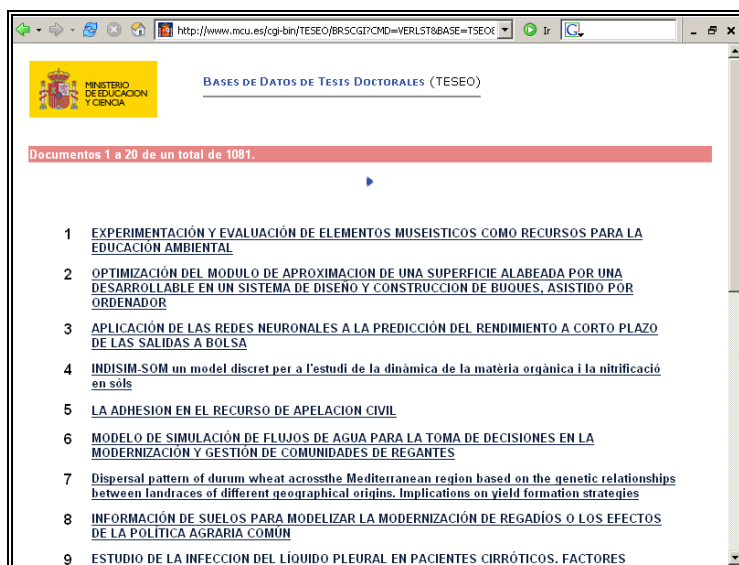 http://www.mcu.es/cgi-bin/TESEO/BRSCGI?CMD=VERLST&BASE=TSEO&
Ir
MINISTERIO
DE EDUCACION
Y CIENCIA
BASES DE DATOS DE TESIS DOCTORALES (TESEO)
Documentos 1 a 20 de un total de 1081.
1 EXPERIMENTACIÓN Y EVALUACIÓN DE ELEMENTOS MUSEISTICOS COMO RECURSOS PARA LA
EDUCACIÓN AMBIENTAL
2 OPTIMIZACIÓN DEL MODULO DE APROXIMACION DE UNA SUPERFICIE ALABEADA POR UNA
DESARROLLABLE EN UN SISTEMA DE DISEÑO Y CONSTRUCCION DE BUQUES, ASISTIDO POR
ORDENADOR
3 APLICACIÓN DE LAS REDES NEURONALES A LA PREDICCIÓN DEL RENDIMIENTO A CORTO PLAZO
DE LAS SALIDAS A BOLSA
4 INDISIM-SOM un model discret per a l'estudi de la dinàmica de la matèria orgànica i la nitrificació
en sòls
5 LA ADHESION EN EL RECURSO DE APELACION CIVIL
6 MODELO DE SIMULACIÓN DE FLUJOS DE AGUA PARA LA TOMA DE DECISIONES EN LA
MODERNIZACIÓN Y GESTIÓN DE COMUNIDADES DE REGANTES
7 Dispersal pattern of durum wheat acrossthe Mediterranean region based on the genetic relationships
between landraces of different geographical origins. Implications on yield formation strategies
8 INFORMACIÓN DE SUELOS PARA MODELIZAR LA MODERNIZACIÓN DE REGADÍOS O LOS EFECTOS
DE LA POLÍTICA AGRARIA COMÚN
9 ESTUDIO DE LA INFECCION DEL LÍQUIDO PLEURAL EN PACIENTES CIRRÓTICOS. FACTORES